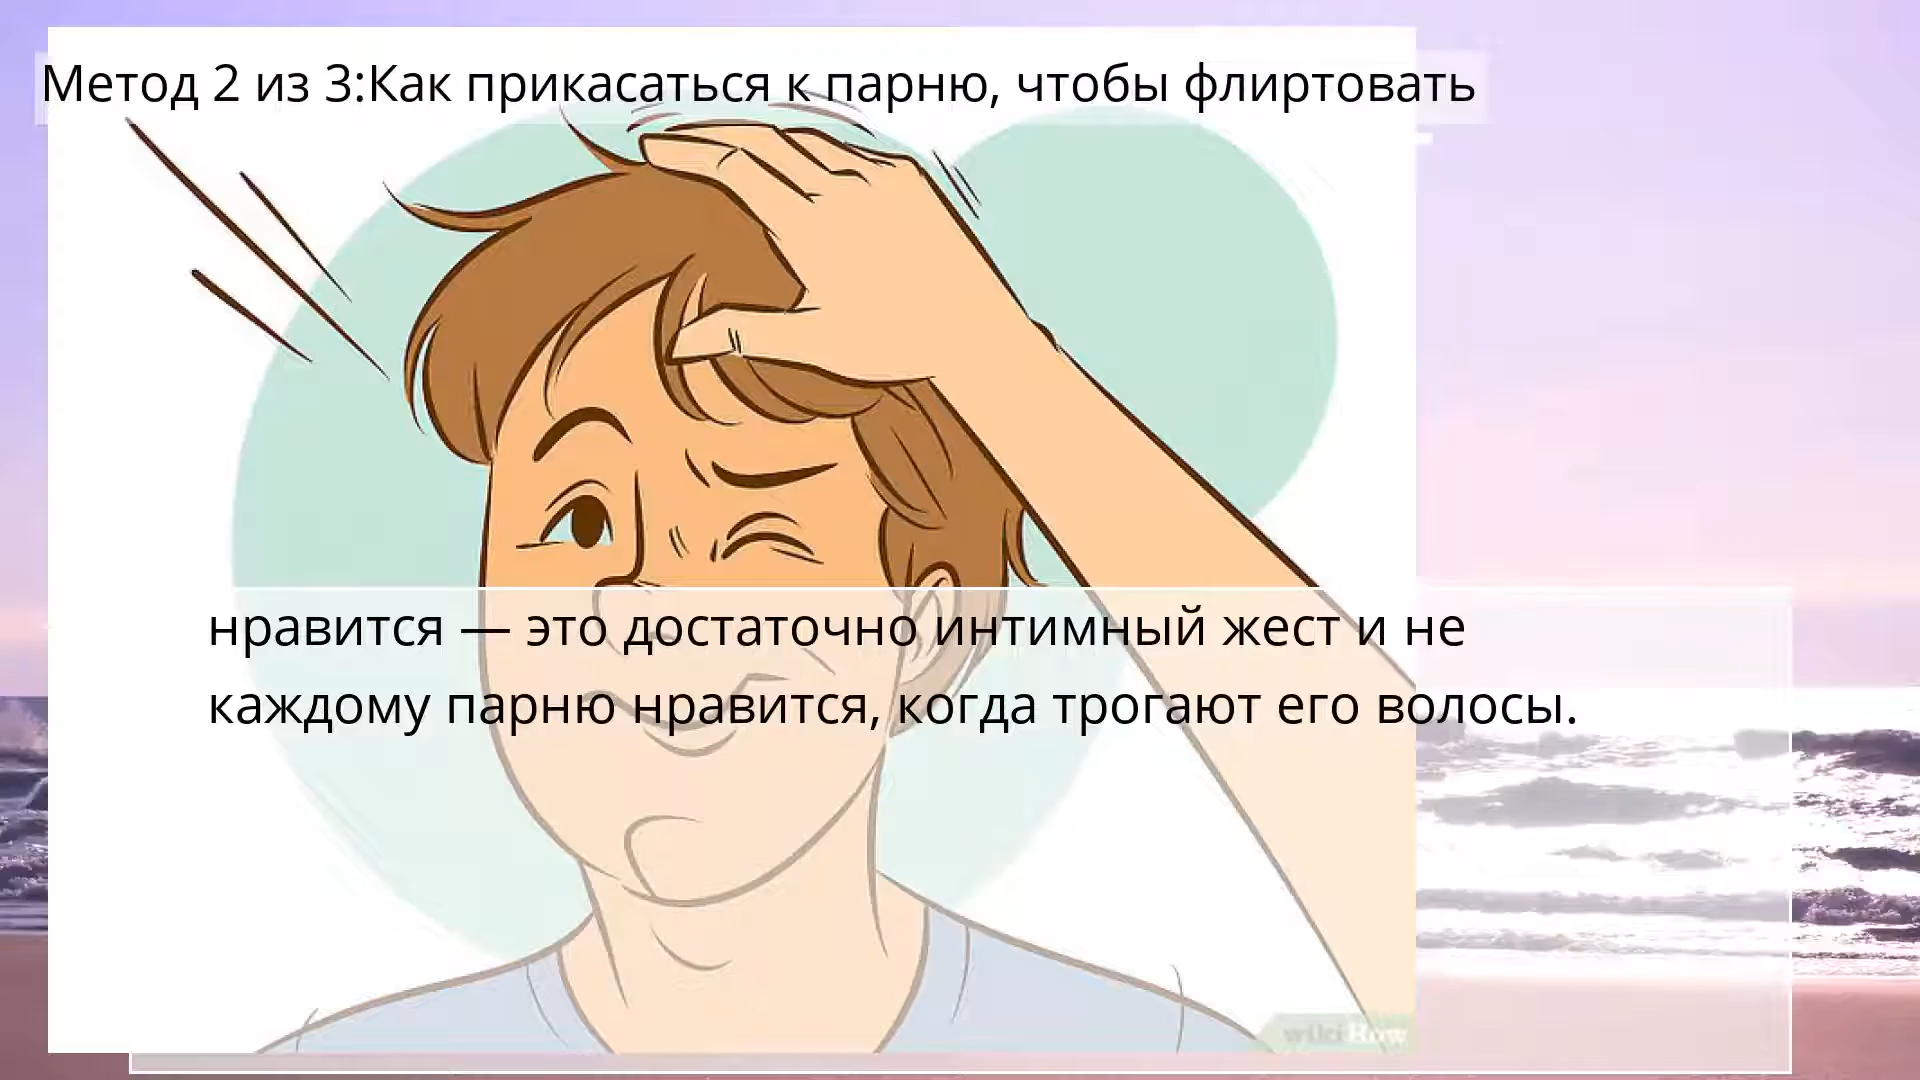 Метод 2 из 3:Как прикасаться к парню, чтобы флиртовать
нравится — это достаточно интимный жест и не
каждому парню нравится, когда трогают его волосы.
wikiHow